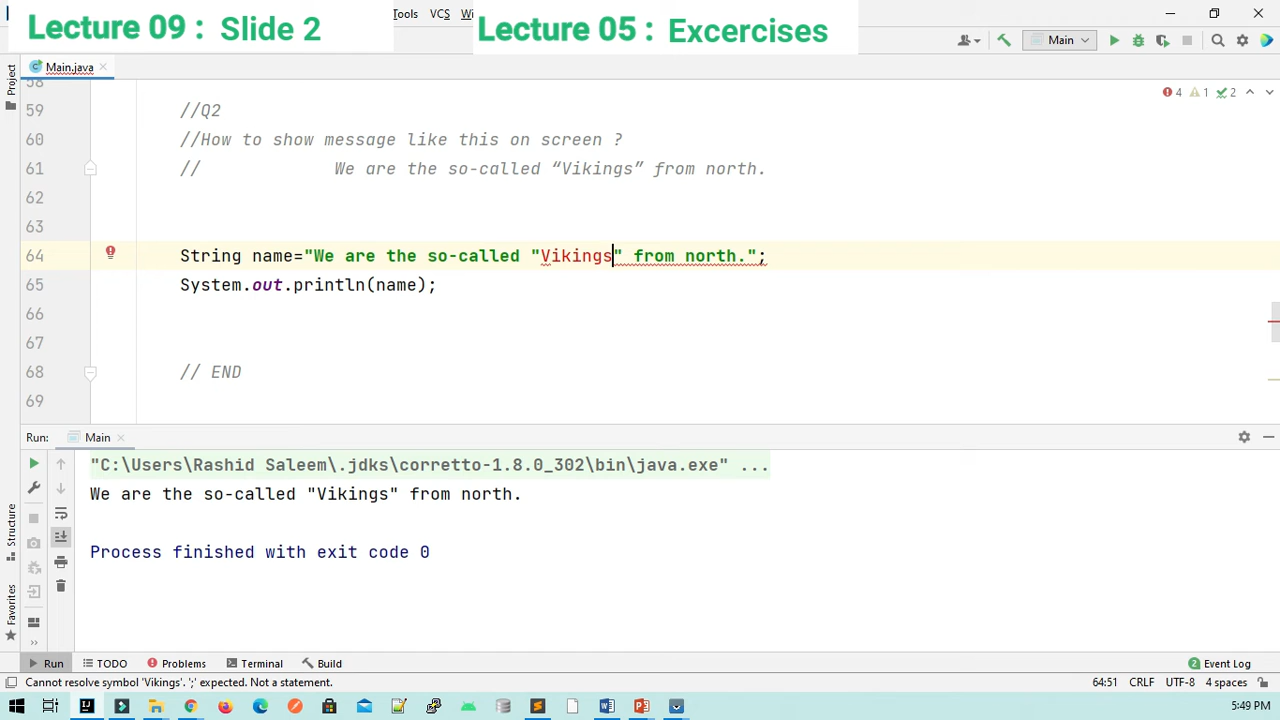 Lecture 09 : Slide 2
Lecture 05 : Excercises
Tools VCS
Main
Project
Main.java
58
59 //Q2
4 1 2
60 //How to show message like this on screen ?
61 // We are the so-called “Vikings” from north.
62
63
64 String name="We are the so-called "Vikings" from north.";
65 System.out.println(name);
66
67
68 // END
69
Run: Main
"C:\Users\Rashid Saleem\.jdks\corretto-1.8.0_302\bin\java.exe" ...
We are the so-called "Vikings" from north.
Process finished with exit code 0
Structure
Favorites
Run TODO Problems Terminal Build
2 Event Log
Cannot resolve symbol 'Vikings'. ';' expected. Not a statement.
64:51 CRLF UTF-8 4 spaces
5:49 PM